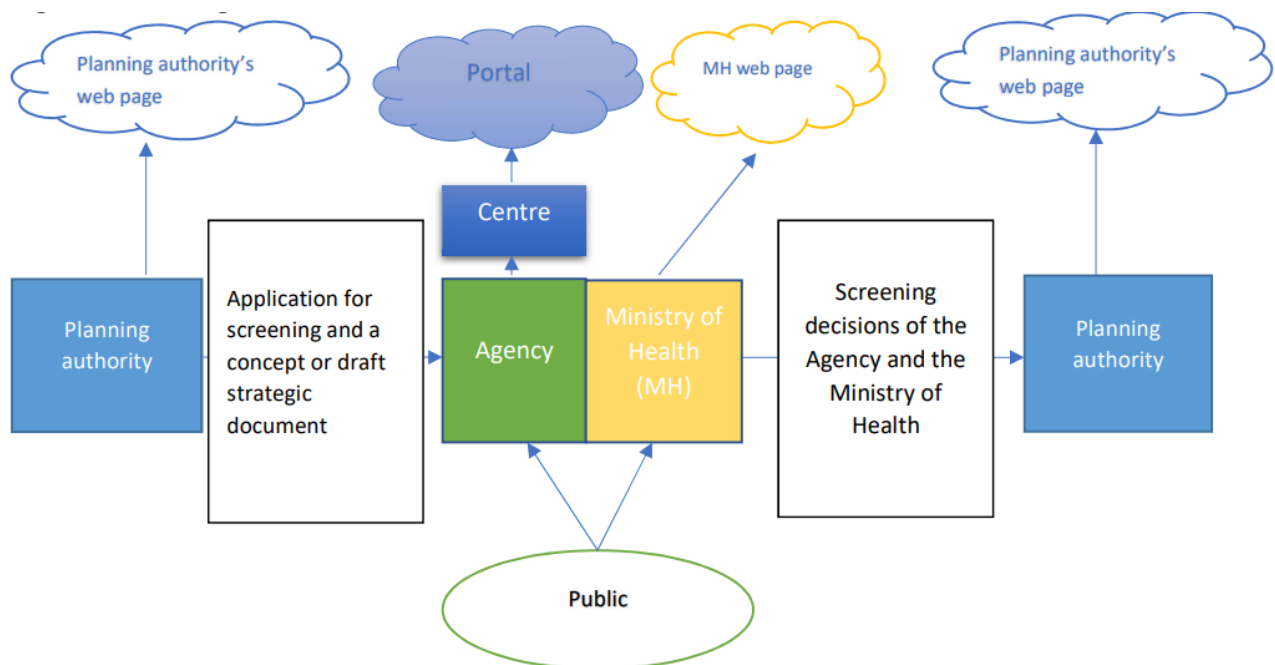 Planning authority's
web page
Portal
MH web page
Planning authority's
web page
Centre
Planning
authority
Application for
screening and a
concept or draft
strategic
document
Agency
Ministry of
Health
(MH)
Screening
decisions of the
Agency and the
Ministry of
Health
Planning
authority
Public